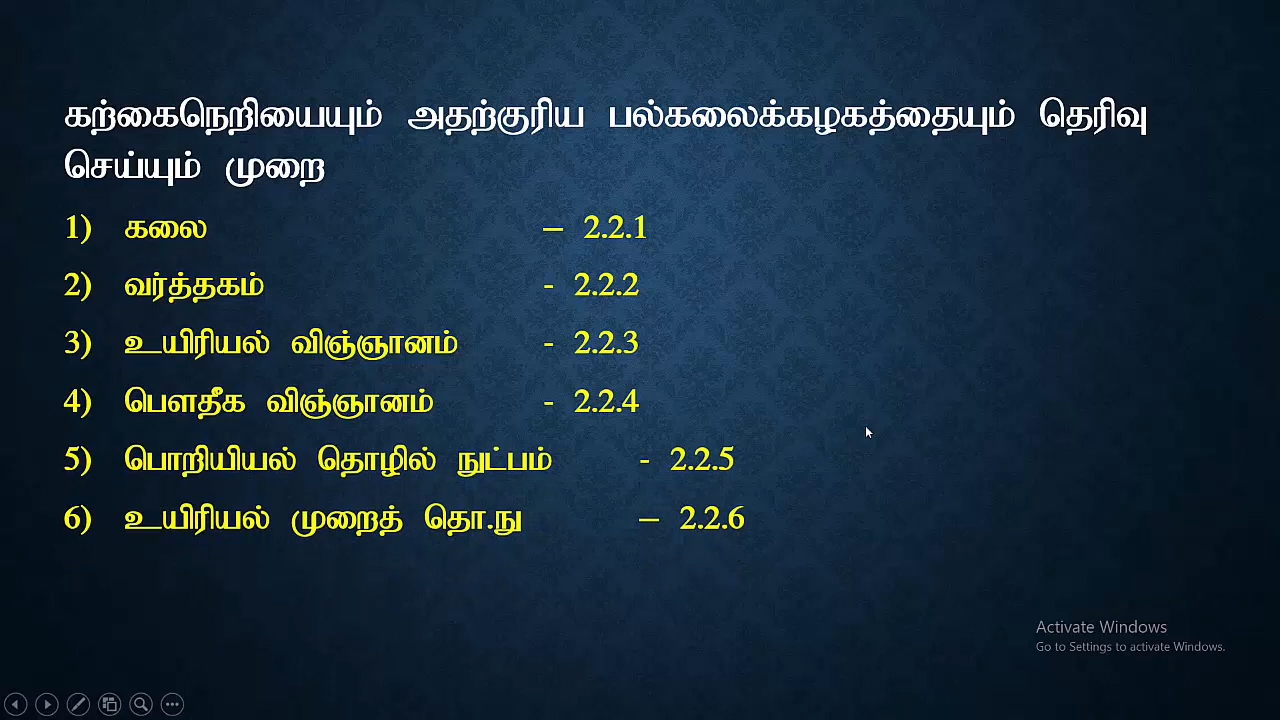 கற்கைநெறியையும் அதற்குரிய பல்கலைக்கழகத்தையும் தெரிவு
செய்யும் முறை
1) கலை – 2.2.1
2) வர்த்தகம் - 2.2.2
3) உயிரியல் விஞ்ஞானம் - 2.2.3
4) பௌதீக விஞ்ஞானம் - 2.2.4
5) பொறியியல் தொழில் நுட்பம் - 2.2.5
6) உயிரியல் முறைத் தொ.நு – 2.2.6
Activate Windows
Go to Settings to activate Windows.